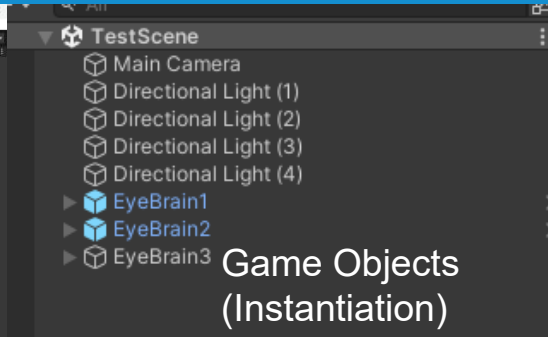 All
TestScene
Main Camera
Directional Light (1)
Directional Light (2)
Directional Light (3)
Directional Light (4)
EyeBrain1
EyeBrain2
EyeBrain3
Game Objects
(Instantiation)